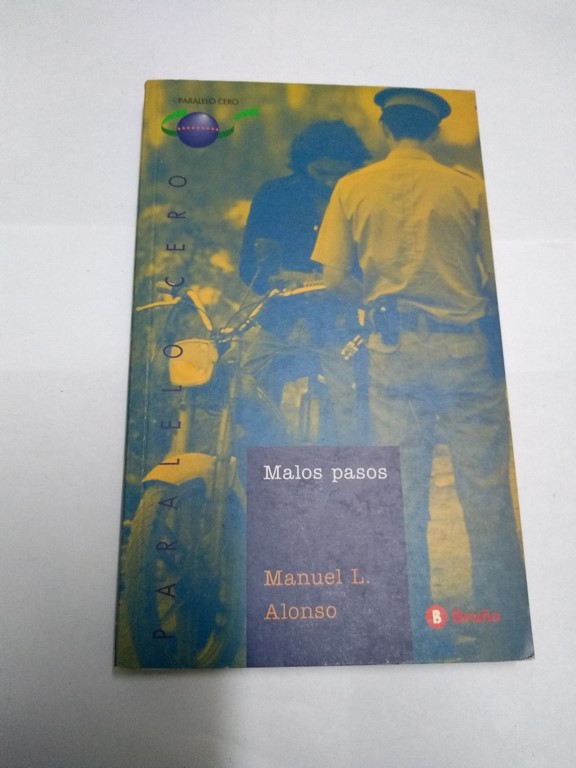 PARALELO CERO
PARALELO CERO
Malos pasos
Manuel L.
Alonso
B Bruño